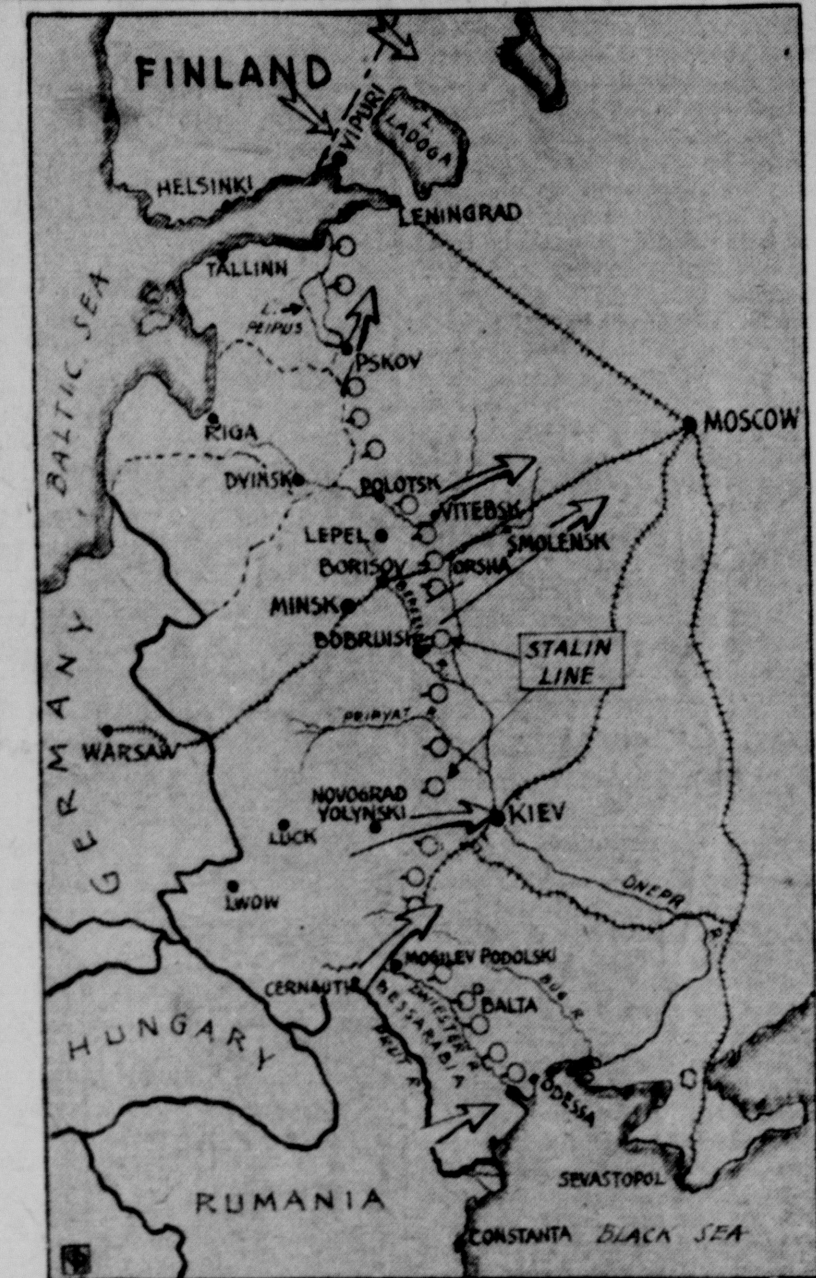 FINLAND
VIPURI
L. LADOGA
HELSINKI
LENINGRAD
TALLINN
BALTIC SEA
L. PEIPUS
PSKOV
RIGA
MOSCOW
DVINSK
POLOTSK
VITEBSK
LEPEL
SMOLENSK
BORISOV
ORSHA
MINSK
BOBRUISK
STALIN
LINE
GERMANY
PRIPYAT R.
WARSAW
NOVOGRAD
VOLYNSKI
KIEV
LUCK
LWOW
DNEPR R.
MOGILEV PODOLSKI
CERNAUTI
BUG R.
BALTA
DNIESTER R.
BESSARABIA
HUNGARY
PRUT R.
ODESSA
SEVASTOPOL
RUMANIA
CONSTANTA
BLACK SEA